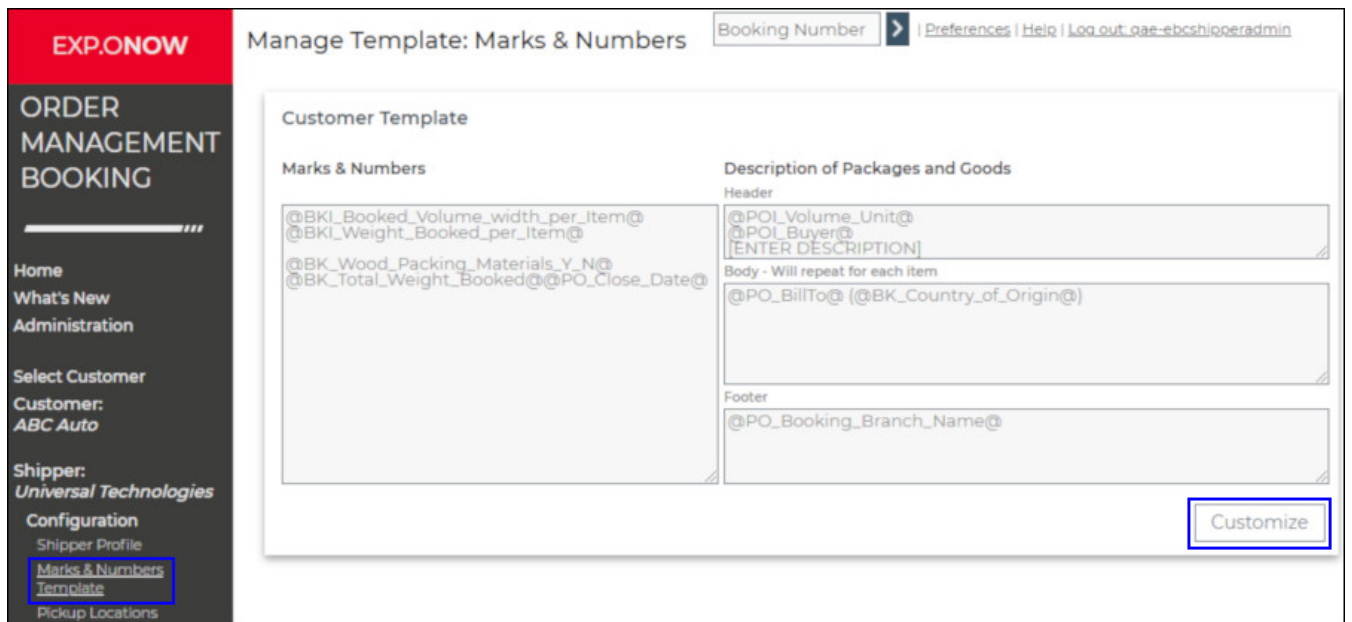 EXP.ONOW
Manage Template: Marks & Numbers
Booking Number
| Preferences | Help | Log out: qae-ebcshipperadmin
ORDER
MANAGEMENT
BOOKING
Home
What's New
Administration
Select Customer
Customer:
ABC Auto
Shipper:
Universal Technologies
Configuration
Shipper Profile
Marks & Numbers
Template
Pickup Locations
Customer Template
Marks & Numbers
@BKI_Booked_Volume_width_per_Item@
@BKI_Weight_Booked_per_Item@
@BK_Wood_Packing_Materials_Y_N@
@BK_Total_Weight_Booked@@PO_Close_Date@
Description of Packages and Goods
Header
@POI_Volume_Unit@
@POI_Buyer@
[ENTER DESCRIPTION]
Body - Will repeat for each item
@PO_BillTo@ (@BK_Country_of_Origin@)
Footer
@PO_Booking_Branch_Name@
Customize